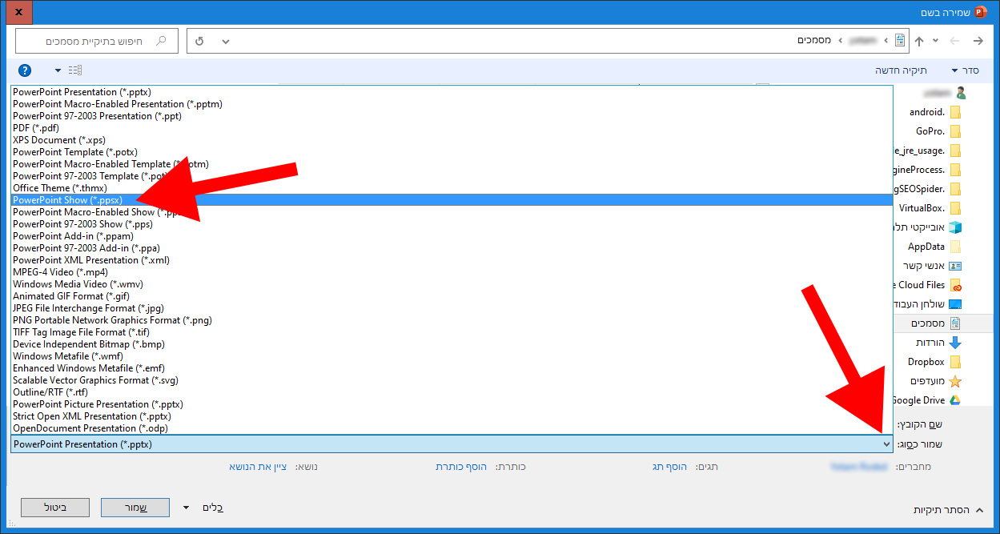 שמירה בשם
מסמכים
חיפוש בתיקיית מסמכים
סדר
תיקיה חדשה
?
PowerPoint Presentation (*.pptx)
PowerPoint Macro-Enabled Presentation (*.pptm)
PowerPoint 97-2003 Presentation (*.ppt)
PDF (*.pdf)
XPS Document (*.xps)
PowerPoint Template (*.potx)
PowerPoint Macro-Enabled Template (*.potm)
PowerPoint 97-2003 Template (*.pot)
Office Theme (*.thmx)
PowerPoint Show (*.ppsx)
PowerPoint Macro-Enabled Show
PowerPoint 97-2003 Show (*.pps)
PowerPoint Add-in (*.ppam)
PowerPoint 97-2003 Add-in (*.ppa)
PowerPoint XML Presentation (*.xml)
MPEG-4 Video (*.mp4)
Windows Media Video (*.wmv)
Animated GIF Format (*.gif)
JPEG File Interchange Format (*.jpg)
PNG Portable Network Graphics Format (*.png)
TIFF Tag Image File Format (*.tif)
Device Independent Bitmap (*.bmp)
Windows Metafile (*.wmf)
Enhanced Windows Metafile (*.emf)
Scalable Vector Graphics Format (*.svg)
Outline/RTF (*.rtf)
PowerPoint Picture Presentation (*.pptx)
Strict Open XML Presentation (*.pptx)
OpenDocument Presentation (*.odp)
android.
GoPro.
le_jre_usage.
gineProcess.
gSEOSpider.
VirtualBox.
אובייקטי תל
AppData
אנשי קשר
e Cloud Files
שולחן העבוד
מסמכים
הורדות
Dropbox
מועדפים
Google Drive
שם הקובץ:
שמור כסוג:
PowerPoint Presentation (*.pptx)
מחברים:
תגים: הוסף תג
כותרת: הוסף כותרת
נושא: ציין את הנושא
הסתר תיקיות
כלים
שמור
ביטול